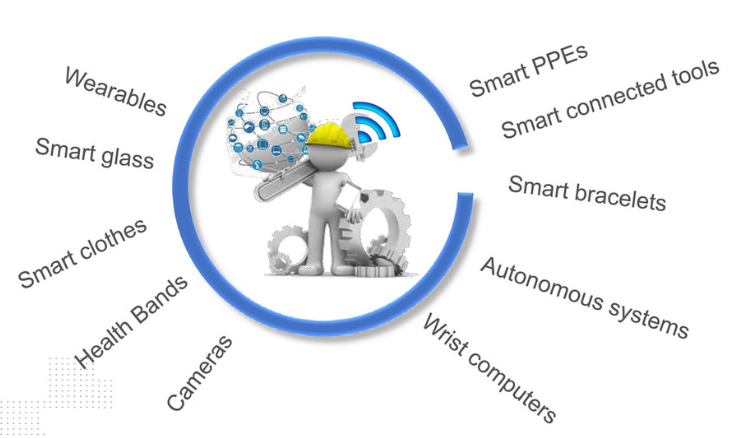 Wearables
Smart glass
Smart clothes
Health Bands
Cameras
Smart PPEs
Smart connected tools
Smart bracelets
Autonomous systems
Wrist computers